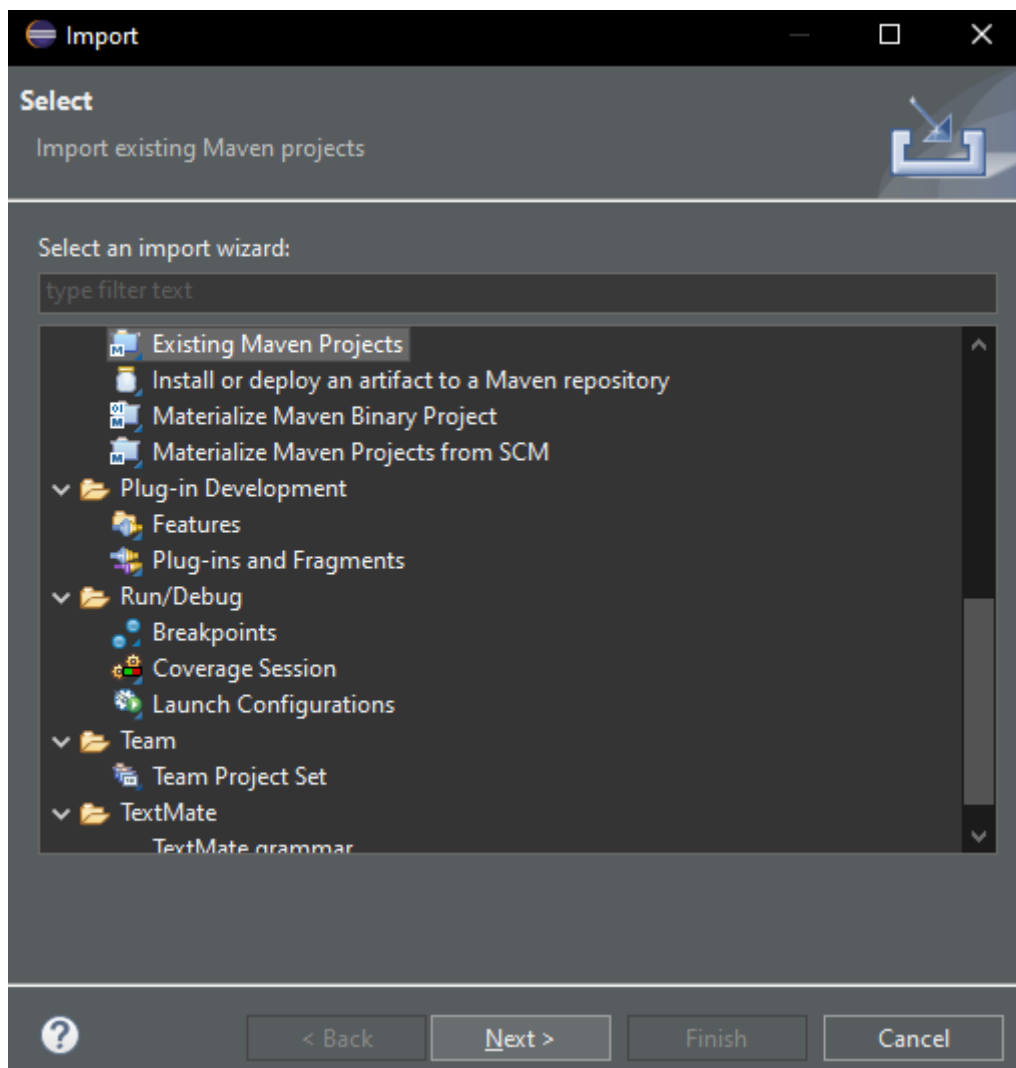 Import
Select
Import existing Maven projects
Select an import wizard:
type filter text
Existing Maven Projects
Install or deploy an artifact to a Maven repository
Materialize Maven Binary Project
Materialize Maven Projects from SCM
Plug-in Development
Features
Plug-ins and Fragments
Run/Debug
Breakpoints
Coverage Session
Launch Configurations
Team
Team Project Set
TextMate
TextMate grammar
? < Back Next > Finish Cancel